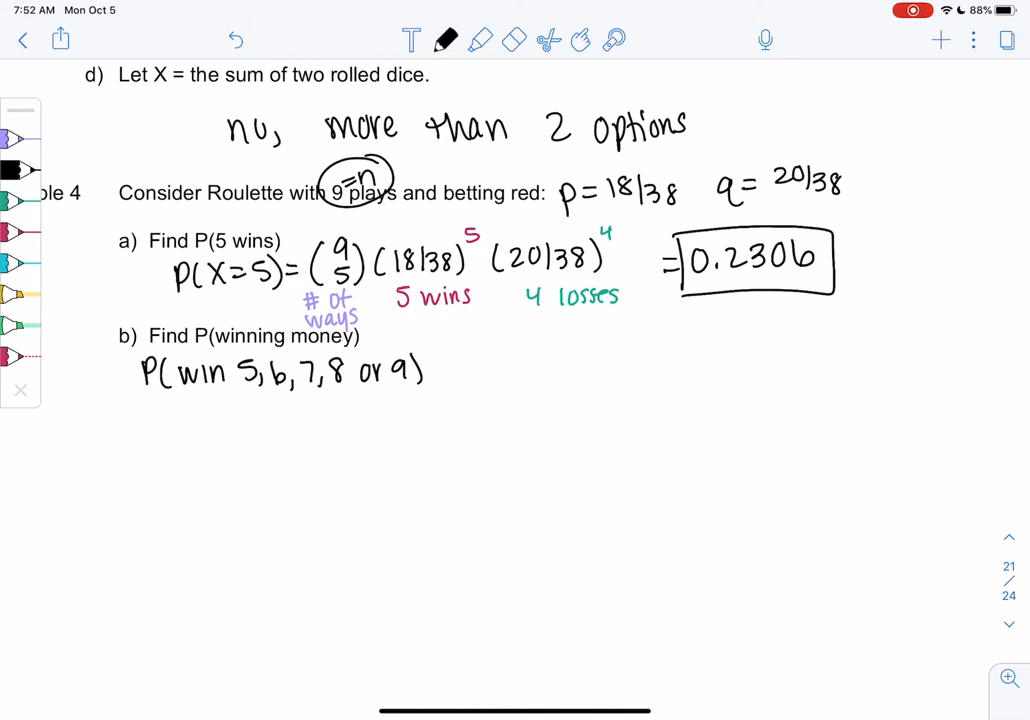 7:52 AM Mon Oct 5
88%
T
d) Let X = the sum of two rolled dice.
no, more than 2 options
=n
ple 4 Consider Roulette with 9 plays and betting red: p = 18/38 q = 20/38
a) Find P(5 wins)
P(X=5) = (9 5) (18/38)^5 (20/38)^4 = 0.2306
# of ways 5 wins 4 losses
b) Find P(winning money)
P( win 5, 6, 7, 8 or 9)
21
/
24